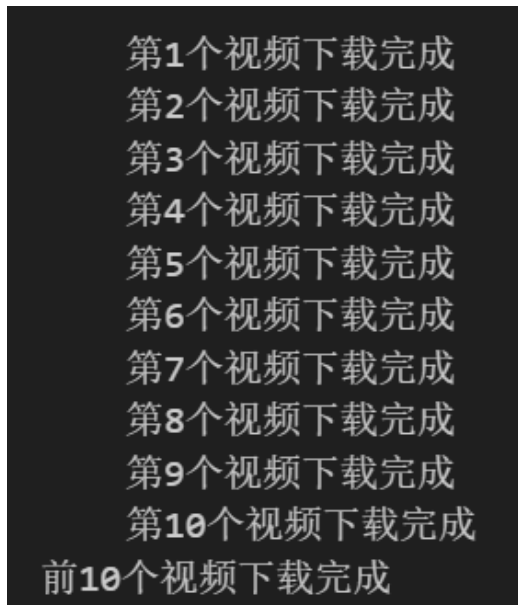 第1个视频下载完成
第2个视频下载完成
第3个视频下载完成
第4个视频下载完成
第5个视频下载完成
第6个视频下载完成
第7个视频下载完成
第8个视频下载完成
第9个视频下载完成
第10个视频下载完成
前10个视频下载完成